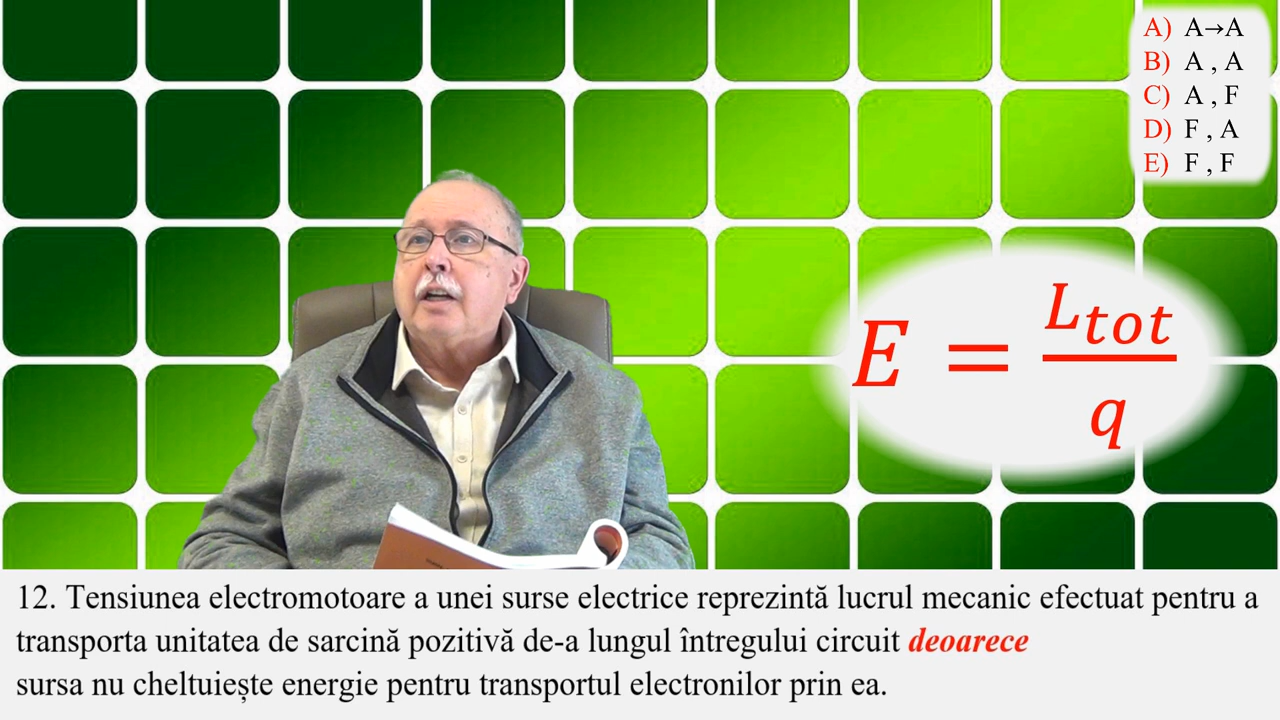 A) A→A
B) A , A
C) A , F
D) F , A
E) F , F
E = L_tot / q
12. Tensiunea electromotoare a unei surse electrice reprezintă lucrul mecanic efectuat pentru a
transporta unitatea de sarcină pozitivă de-a lungul întregului circuit deoarece
sursa nu cheltuiește energie pentru transportul electronilor prin ea.